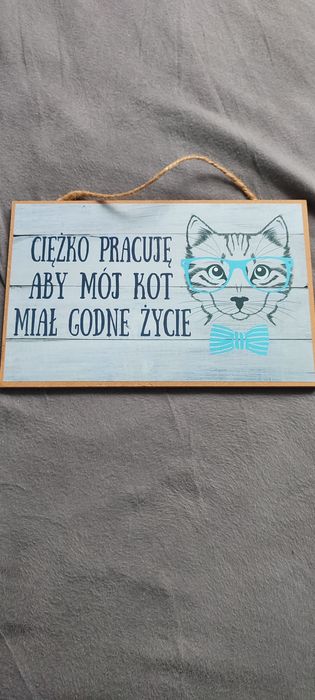 CIĘŻKO PRACUJĘ
ABY MÓJ KOT
MIAŁ GODNE ŻYCIE